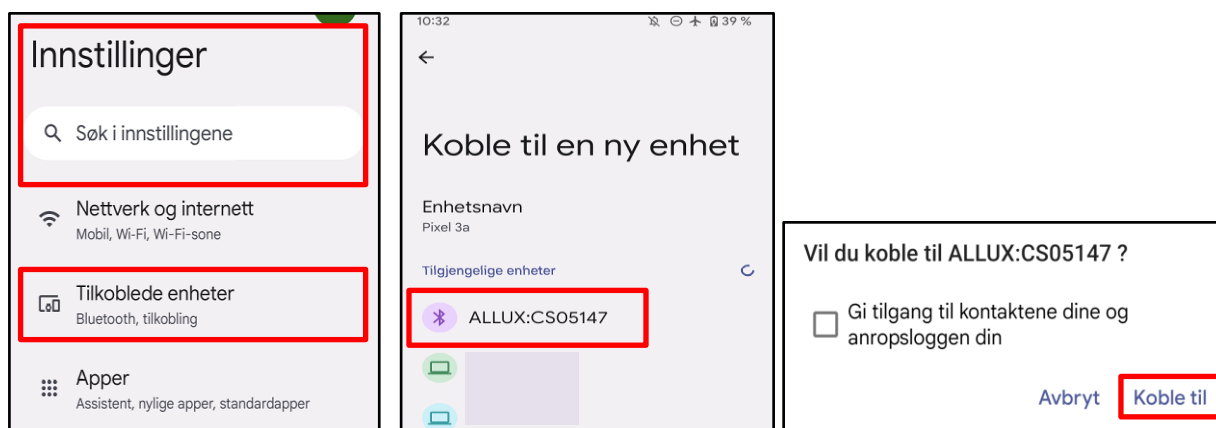 Innstillinger
Søk i innstillingene
Nettverk og internett
Mobil, Wi-Fi, Wi-Fi-sone
Tilkoblede enheter
Bluetooth, tilkobling
Apper
Assistent, nylige apper, standardapper
10:32 39 %
Koble til en ny enhet
Enhetsnavn
Pixel 3a
Tilgjengelige enheter
ALLUX:CS05147
Vil du koble til ALLUX:CS05147 ?
Gi tilgang til kontaktene dine og
anropsloggen din
Avbryt Koble til